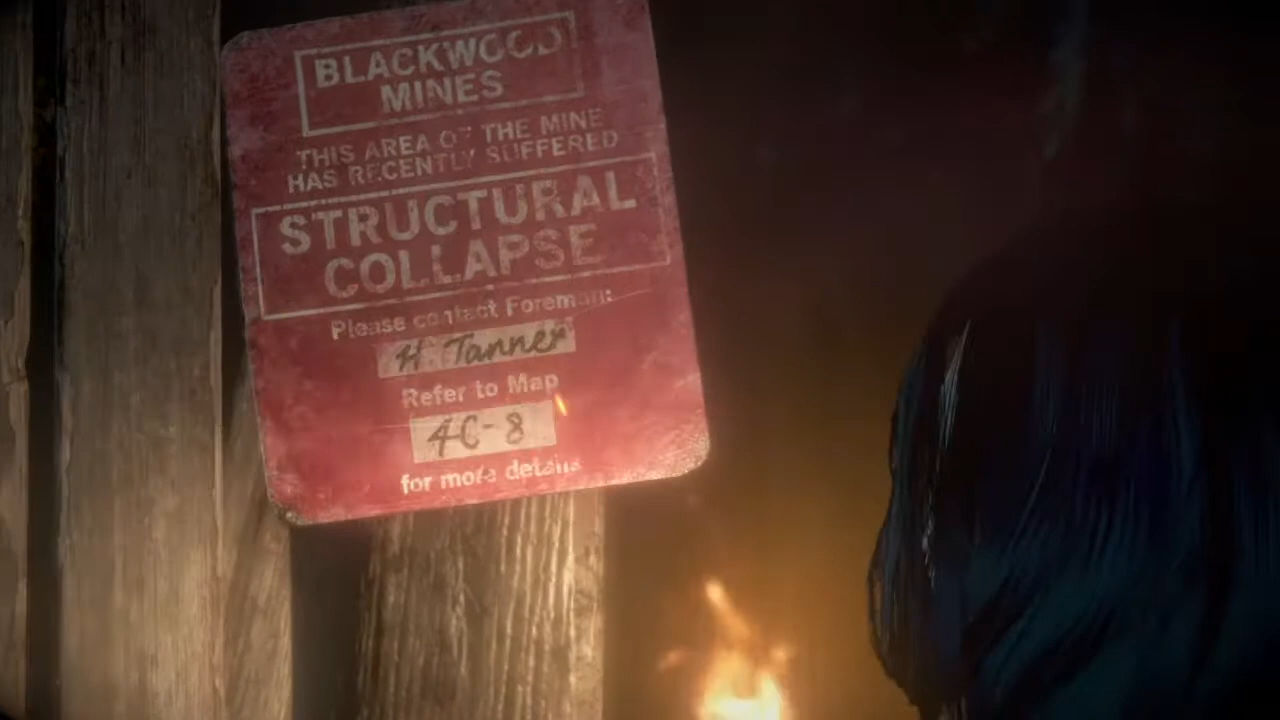 BLACKWOOD
MINES
THIS AREA OF THE MINE
HAS RECENTLY SUFFERED
STRUCTURAL
COLLAPSE
Please contact Foreman:
H. Tanner
Refer to Map
4C-8
for more details